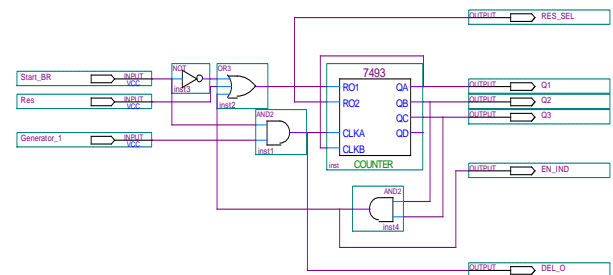 OUTPUT RES_SEL
NOT
OR3
7493
Start_BR INPUT VCC
inst3
RO1 QA
OUTPUT Q1
Res INPUT VCC
inst2
RO2 QB
OUTPUT Q2
AND2
QC
OUTPUT Q3
Generator_1 INPUT VCC
CLKA QD
CLKB
inst1
inst COUNTER
OUTPUT EN_IND
AND2
inst4
OUTPUT DEL_O